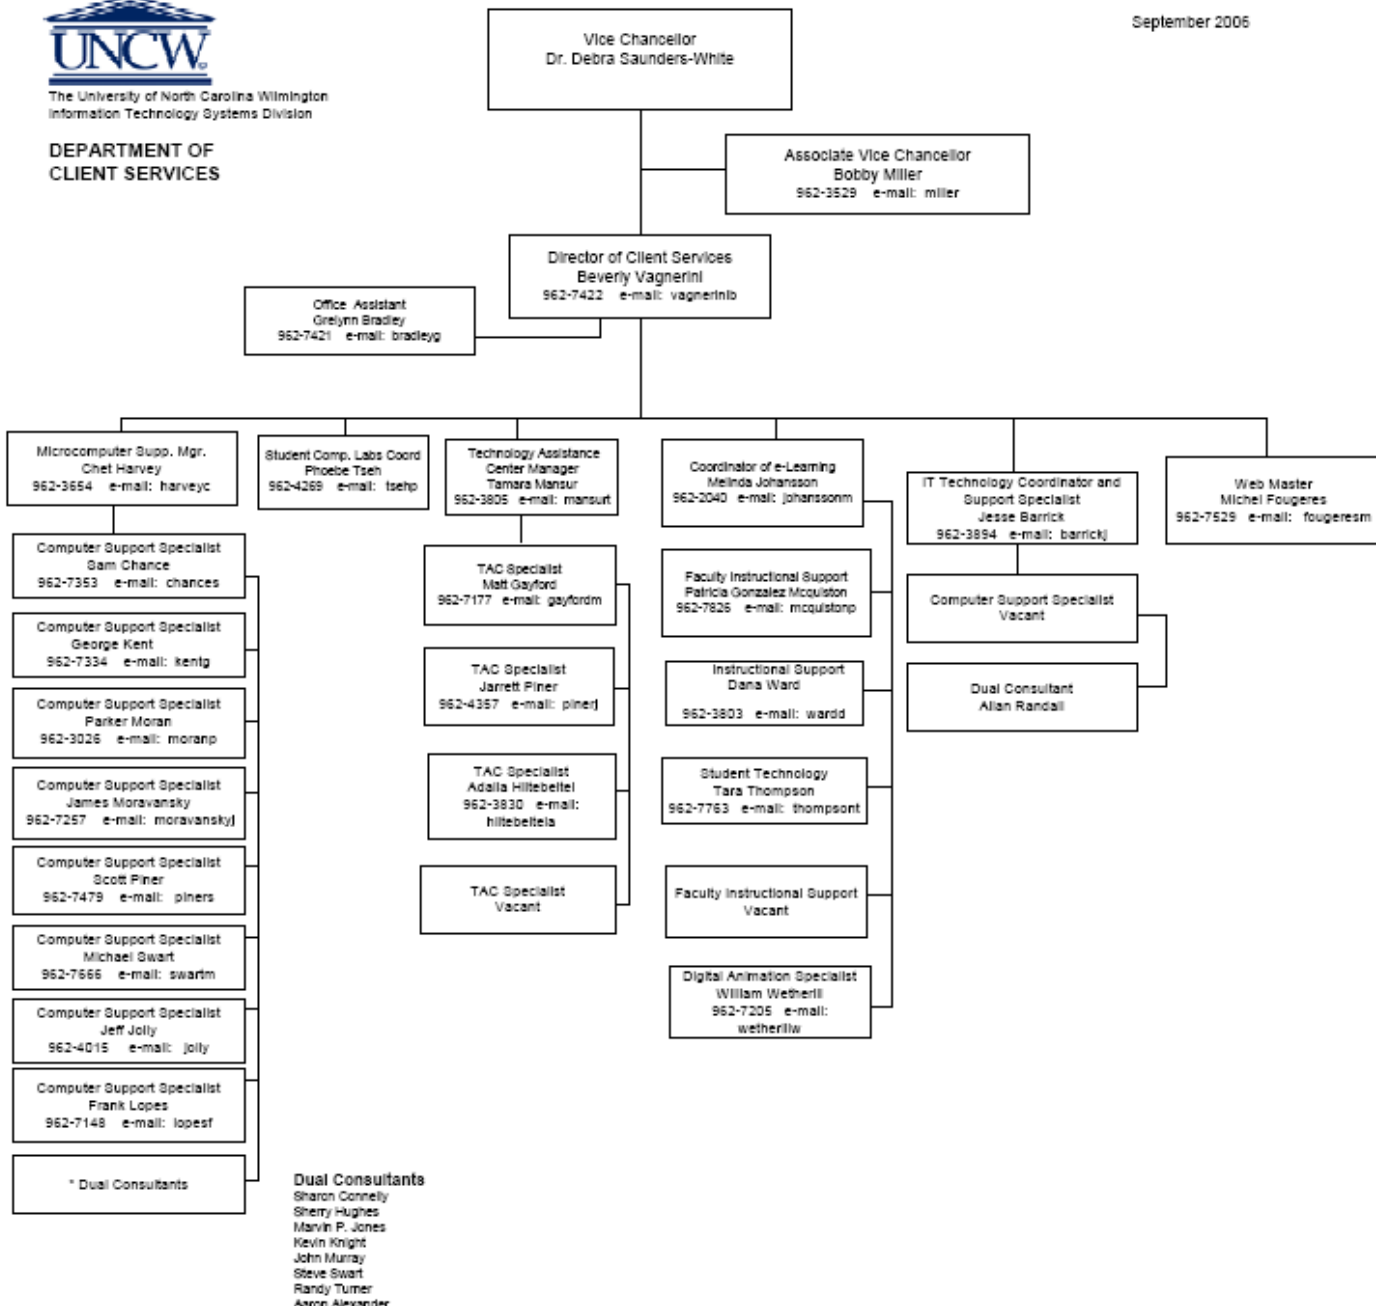 September 2006
UNCW
The University of North Carolina Wilmington
Information Technology Systems Division
DEPARTMENT OF
CLIENT SERVICES
Vice Chancellor
Dr. Debra Saunders-White
Associate Vice Chancellor
Bobby Miller
962-3529 e-mail: miller
Director of Client Services
Beverly Vagnerini
962-7422 e-mail: vagnerinib
Office Assistant
Grelynn Bradley
962-7421 e-mail: bradleyg
Microcomputer Supp. Mgr.
Chet Harvey
962-3654 e-mail: harveyc
Student Comp. Labs Coord
Phoebe Tseh
962-4269 e-mail: tsehp
Technology Assistance
Center Manager
Tamara Mansur
962-3805 e-mail: mansurt
Coordinator of e-Learning
Melinda Johansson
962-2040 e-mail: johanssonm
IT Technology Coordinator and
Support Specialist
Jesse Barrick
962-3894 e-mail: barrickj
Web Master
Michel Fougeres
962-7529 e-mail: fougeresm
Computer Support Specialist
Sam Chance
962-7353 e-mail: chances
Computer Support Specialist
George Kent
962-7334 e-mail: kentg
Computer Support Specialist
Parker Moran
962-3026 e-mail: moranp
Computer Support Specialist
James Moravansky
962-7257 e-mail: moravanskyj
Computer Support Specialist
Scott Piner
962-7479 e-mail: piners
Computer Support Specialist
Michael Swart
962-7666 e-mail: swartm
Computer Support Specialist
Jeff Jolly
962-4015 e-mail: jolly
Computer Support Specialist
Frank Lopes
962-7148 e-mail: lopesf
* Dual Consultants
TAC Specialist
Matt Gayford
962-7177 e-mail: gayfordm
TAC Specialist
Jarrett Piner
962-4357 e-mail: pinerj
TAC Specialist
Adalia Hiltebeitel
962-3830 e-mail:
hiltebeitela
TAC Specialist
Vacant
Faculty Instructional Support
Patricia Gonzalez Mcquiston
962-7826 e-mail: mcquistonp
Instructional Support
Dana Ward
962-3803 e-mail: wardd
Student Technology
Tara Thompson
962-7763 e-mail: thompsont
Faculty Instructional Support
Vacant
Digital Animation Specialist
William Wetherill
962-7205 e-mail:
wetherillw
Computer Support Specialist
Vacant
Dual Consultant
Allan Randall
Dual Consultants
Sharon Connelly
Sherry Hughes
Marvin P. Jones
Kevin Knight
John Murray
Steve Swart
Randy Turner
Aaron Alexander